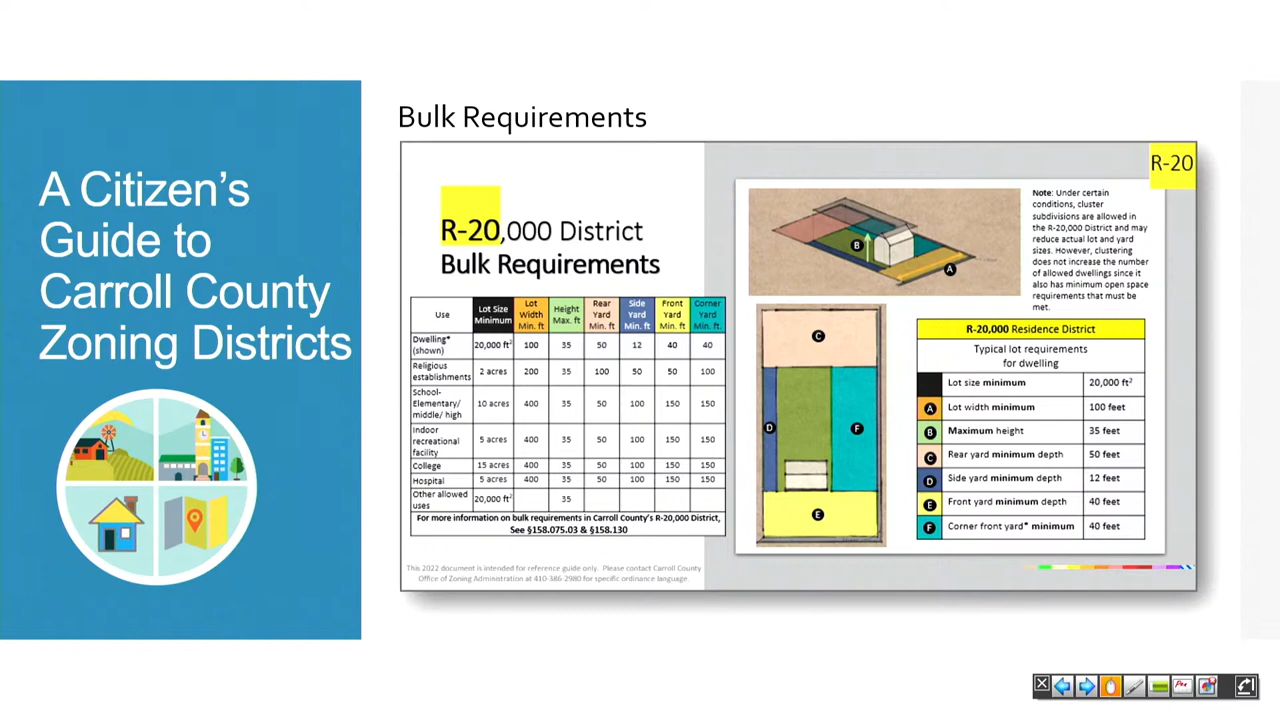 A Citizen's
Guide to
Carroll County
Zoning Districts
Bulk Requirements
R-20
R-20,000 District
Bulk Requirements
Use Lot Size Minimum Lot Width Min. ft Height Max. ft Rear Yard Min. ft Side Yard Min. ft Front Yard Min. ft Corner Yard Min. ft
Dwelling* (shown) 20,000 ft² 100 35 50 12 40 40
Religious establishments 2 acres 200 35 100 50 50 100
School- Elementary/ middle/ high 10 acres 400 35 50 100 150 150
Indoor recreational facility 5 acres 400 35 50 100 150 150
College 15 acres 400 35 50 100 150 150
Hospital 5 acres 400 35 50 100 150 150
Other allowed uses 20,000 ft² 35
For more information on bulk requirements in Carroll County's R-20,000 District,
See §158.075.03 & §158.130
This 2022 document is intended for reference guide only. Please contact Carroll County
Office of Zoning Administration at 410-386-2980 for specific ordinance language.
B
A
C
D
F
E
Note: Under certain
conditions, cluster
subdivisions are allowed in
the R-20,000 District and may
reduce actual lot and yard
sizes. However, clustering
does not increase the number
of allowed dwellings since it
also has minimum open space
requirements that must be
met.
R-20,000 Residence District
Typical lot requirements
for dwelling
Lot size minimum 20,000 ft²
A Lot width minimum 100 feet
B Maximum height 35 feet
C Rear yard minimum depth 50 feet
D Side yard minimum depth 12 feet
E Front yard minimum depth 40 feet
F Corner front yard* minimum 40 feet